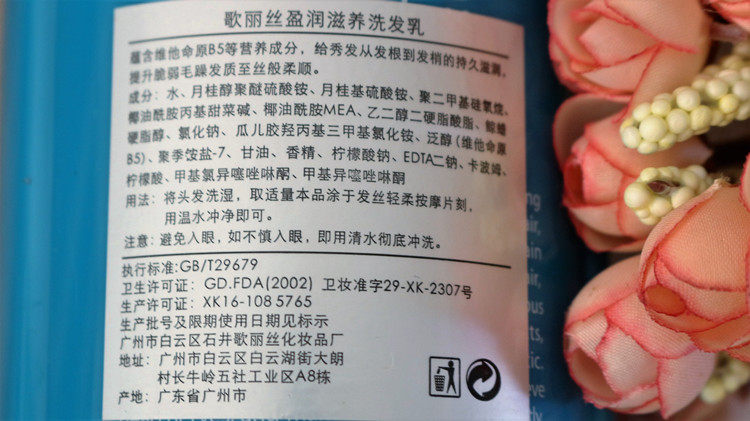 歌丽丝盈润滋养洗发乳
蕴含维他命原B5等营养成分，给秀发从发根到发梢的持久滋润，
提升脆弱毛躁发质至丝般柔顺。
成分：水、月桂醇聚醚硫酸铵、月桂基硫酸铵、聚二甲基硅氧烷、
椰油酰胺丙基甜菜碱、椰油酰胺MEA、乙二醇二硬脂酸脂、鲸蜡
硬脂醇、氯化钠、瓜儿胶羟丙基三甲基氯化铵、泛醇（维他命原
B5）、聚季铵盐-7、甘油、香精、柠檬酸钠、EDTA二钠、卡波姆、
柠檬酸、甲基氯异噻唑啉酮、甲基异噻唑啉酮
用法：将头发洗湿，取适量本品涂于发丝轻柔按摩片刻，
用温水冲净即可。
注意：避免入眼，如不慎入眼，即用清水彻底冲洗。
执行标准:GB/T29679
卫生许可证：GD.FDA(2002) 卫妆准字29-XK-2307号
生产许可证：XK16-108 5765
生产批号及限期使用日期见标示
广州市白云区石井歌丽丝化妆品厂
地址：广州市白云区白云湖街大朗
村长牛岭五社工业区A8栋
产地：广东省广州市